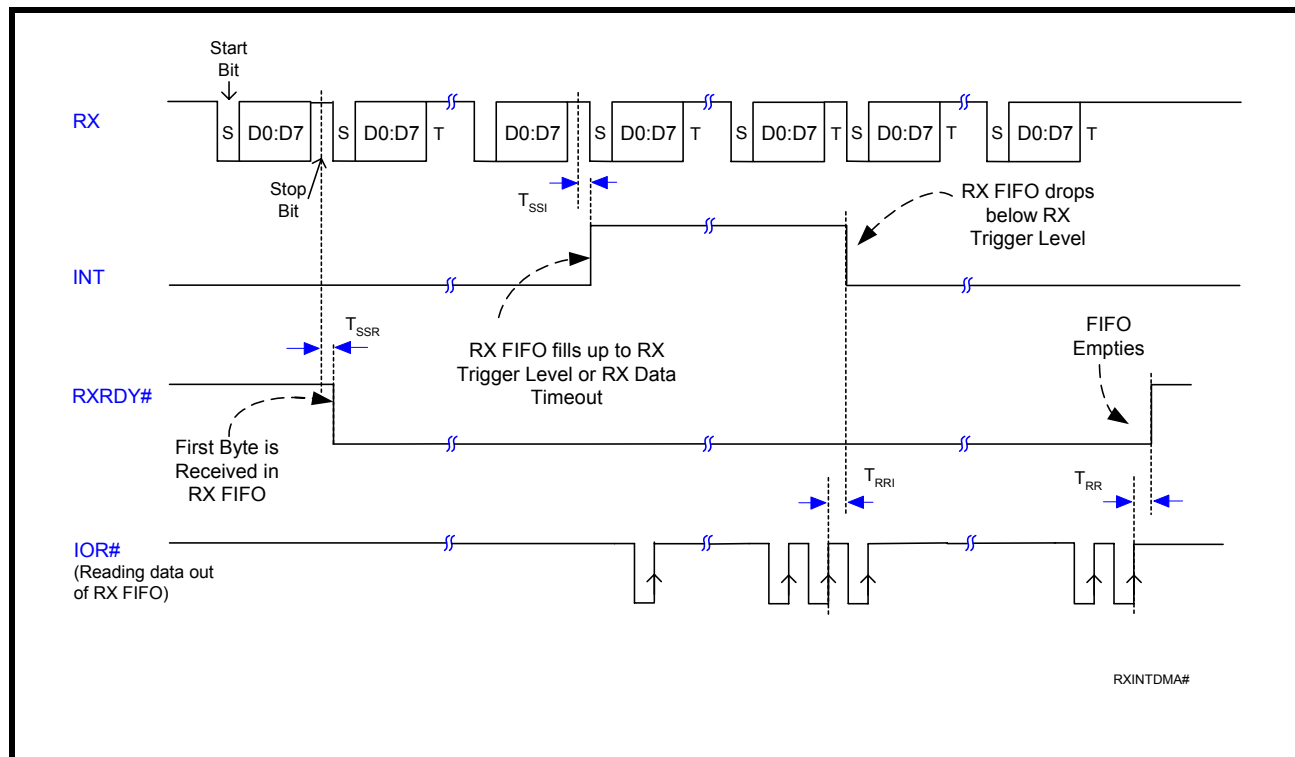 Start
Bit
RX
S D0:D7 S D0:D7 T D0:D7 S D0:D7 T S D0:D7 T S D0:D7 T S D0:D7 T
Stop
Bit
TSSI
RX FIFO drops
below RX
Trigger Level
INT
TSSR
RX FIFO fills up to RX
Trigger Level or RX Data
Timeout
FIFO
Empties
RXRDY#
First Byte is
Received in
RX FIFO
TRRI
TRR
IOR#
(Reading data out
of RX FIFO)
RXINTDMA#